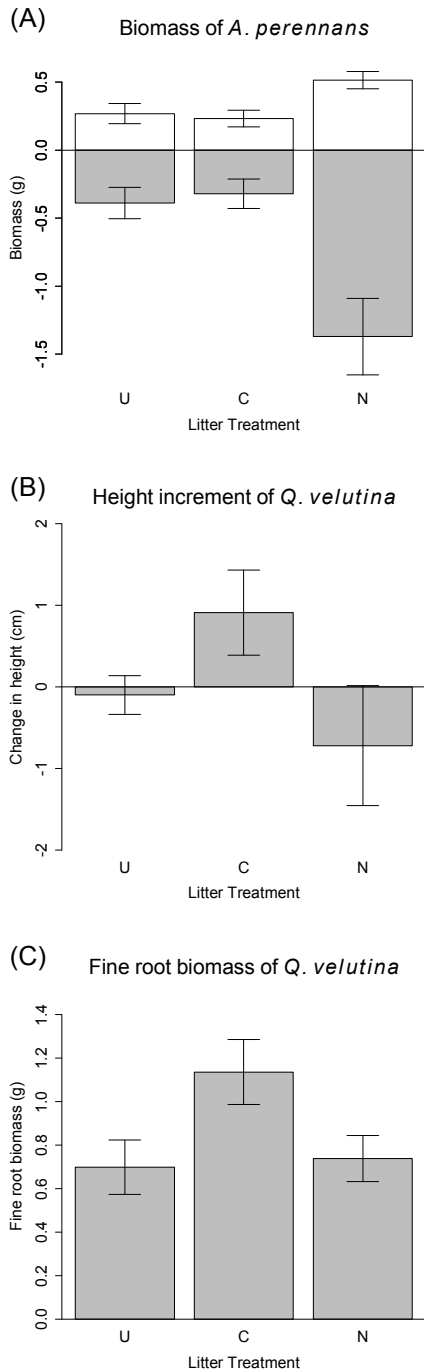 (A)
Biomass of A. perennans
Biomass (g)
0.5
0.0
-0.5
-1.0
-1.5
U C N
Litter Treatment
(B)
Height increment of Q. velutina
Change in height (cm)
2
1
0
-1
-2
U C N
Litter Treatment
(C)
Fine root biomass of Q. velutina
Fine root biomass (g)
1.4
1.2
1.0
0.8
0.6
0.4
0.2
0.0
U C N
Litter Treatment